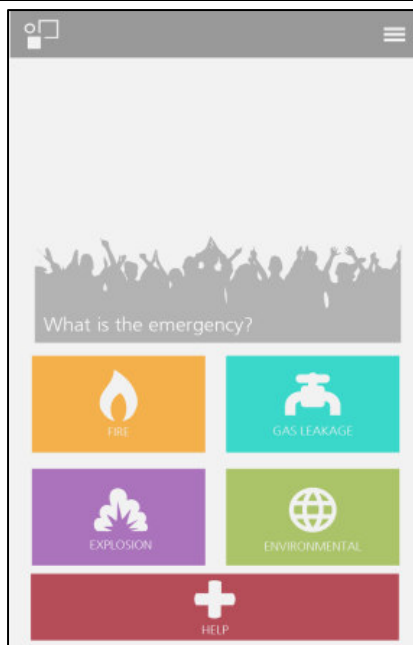 What is the emergency?
FIRE
GAS LEAKAGE
EXPLOSION
ENVIRONMENTAL
HELP